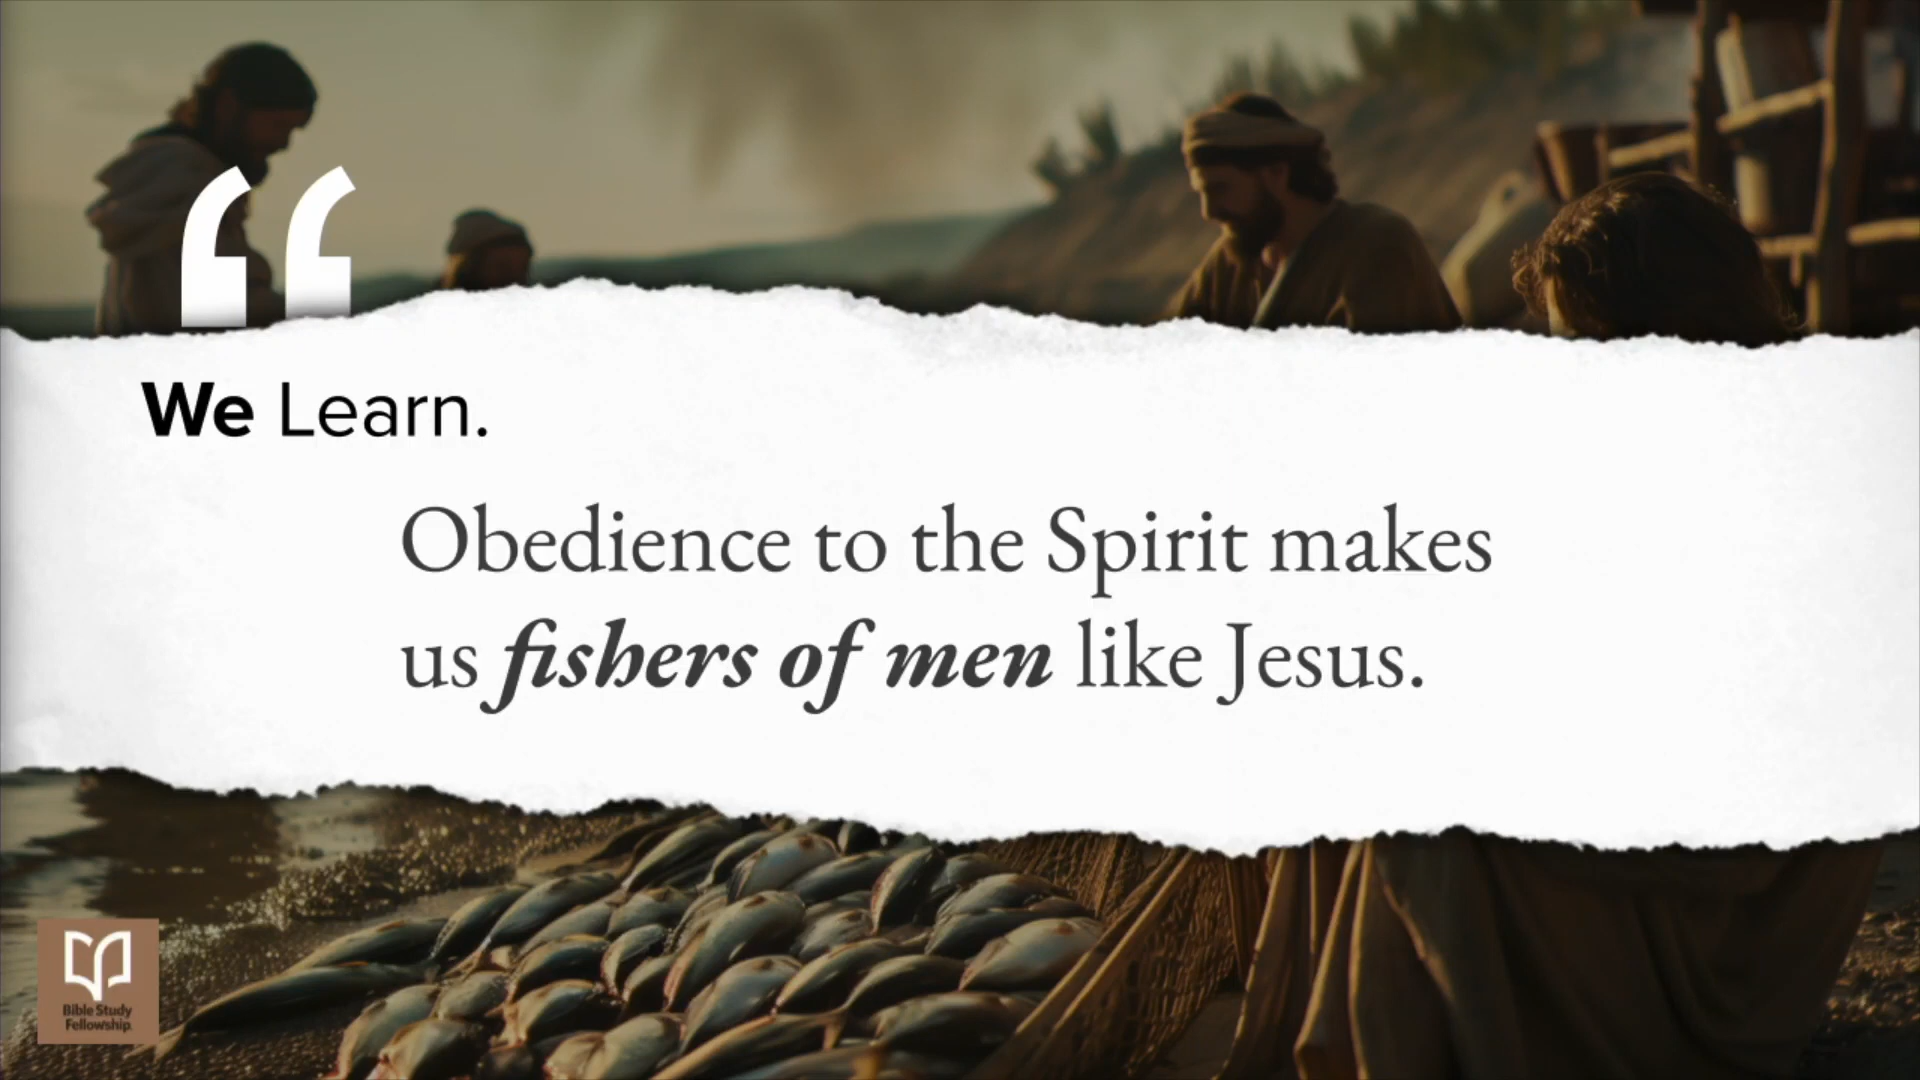 “
We Learn.
Obedience to the Spirit makes
us fishers of men like Jesus.
Bible Study
Fellowship